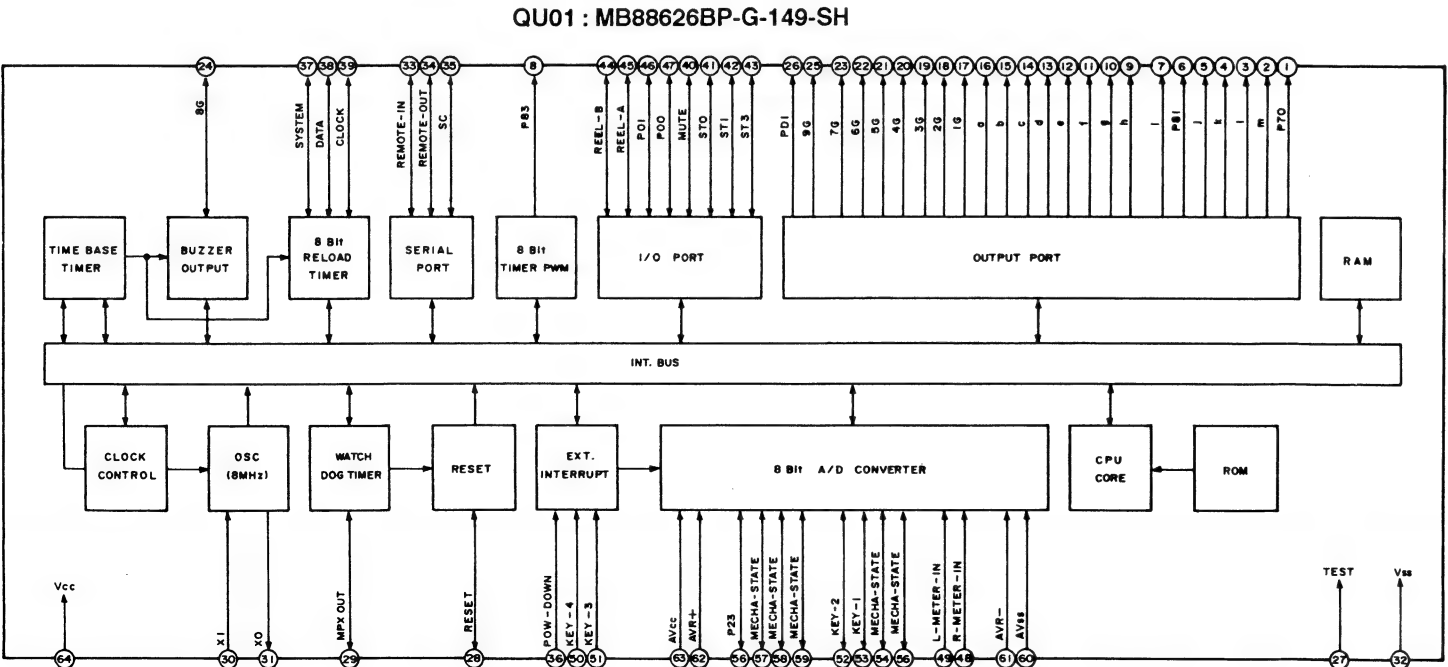 QU01 : MB88626BP-G-149-SH
24 37 38 39 33 34 35 8 44 45 46 47 40 41 42 43 26 25 23 22 21 20 19 18 17 16 15 14 13 12 11 10 9 7 6 5 4 3 2 1
8G
SYSTEM
DATA
CLOCK
REMOTE-IN
REMOTE-OUT
SC
P83
REEL-B
REEL-A
P01
P00
MUTE
ST0
ST1
ST3
PD1
9G
7G
6G
5G
4G
3G
2G
1G
a
b
c
d
e
f
g
h
i
P81
j
k
l
m
P70
TIME BASE
TIMER
BUZZER
OUTPUT
8 Bit
RELOAD
TIMER
SERIAL
PORT
8 Bit
TIMER PWM
I/O PORT
OUTPUT PORT
RAM
INT. BUS
CLOCK
CONTROL
OSC
(8MHz)
WATCH
DOG TIMER
RESET
EXT.
INTERRUPT
8 Bit A/D CONVERTER
CPU
CORE
ROM
Vcc
X1
X0
MPX OUT
RESET
POW-DOWN
KEY-4
KEY-3
AVcc
AVR+
P23
MECHA-STATE
MECHA-STATE
MECHA-STATE
KEY-2
KEY-1
MECHA-STATE
MECHA-STATE
L-METER-IN
R-METER-IN
AVR-
AVss
TEST
Vss
64 30 31 29 28 36 50 51 63 62 56 57 58 59 52 53 54 56 49 48 61 60 27 32